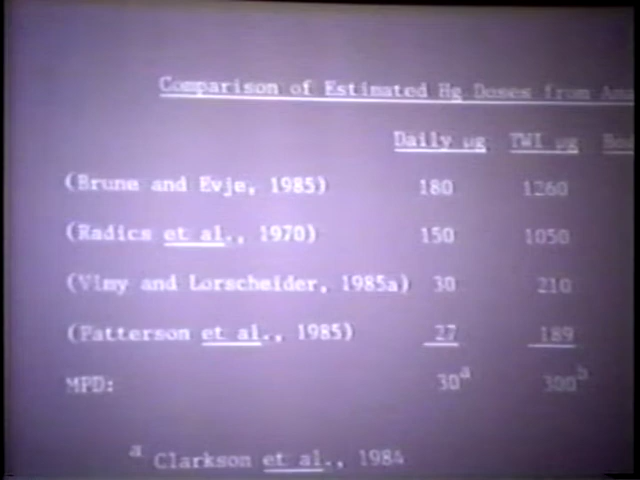 Comparison of Estimated Hg Doses from
Daily µg TWI µg
(Brune and Evje, 1985) 180 1260
(Radics et al., 1970) 150 1050
(Vimy and Lorscheider, 1985a) 30 210
(Patterson et al., 1985) 27 189
MPD: 30a 300b
a Clarkson et al., 1984